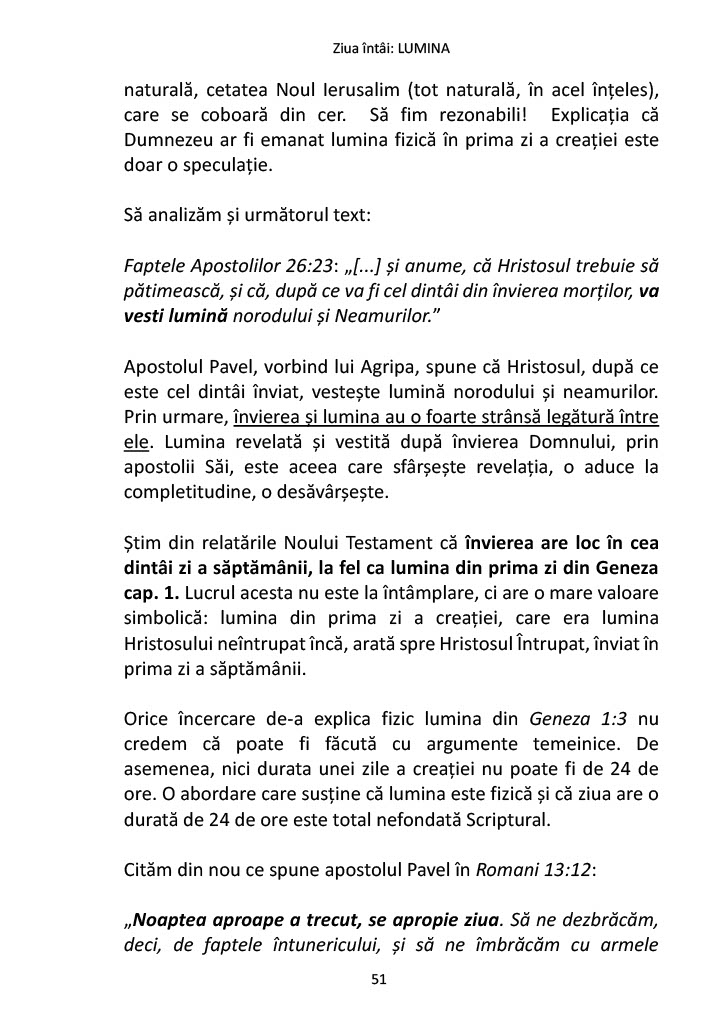 Ziua întâi: LUMINA
naturală, cetatea Noul Ierusalim (tot naturală, în acel înțeles),
care se coboară din cer. Să fim rezonabili! Explicația că
Dumnezeu ar fi emanat lumina fizică în prima zi a creației este
doar o speculație.
Să analizăm și următorul text:
Faptele Apostolilor 26:23: „[...] și anume, că Hristosul trebuie să
pătimească, și că, după ce va fi cel dintâi din învierea morților, va
vesti lumină norodului și Neamurilor.”
Apostolul Pavel, vorbind lui Agripa, spune că Hristosul, după ce
este cel dintâi înviat, vestește lumină norodului și neamurilor.
Prin urmare, învierea și lumina au o foarte strânsă legătură între
ele. Lumina revelată și vestită după învierea Domnului, prin
apostolii Săi, este aceea care sfârșește revelația, o aduce la
completitudine, o desăvârșește.
Știm din relatările Noului Testament că învierea are loc în cea
dintâi zi a săptămânii, la fel ca lumina din prima zi din Geneza
cap. 1. Lucrul acesta nu este la întâmplare, ci are o mare valoare
simbolică: lumina din prima zi a creației, care era lumina
Hristosului neîntrupat încă, arată spre Hristosul Întrupat, înviat în
prima zi a săptămânii.
Orice încercare de-a explica fizic lumina din Geneza 1:3 nu
credem că poate fi făcută cu argumente temeinice. De
asemenea, nici durata unei zile a creației nu poate fi de 24 de
ore. O abordare care susține că lumina este fizică și că ziua are o
durată de 24 de ore este total nefondată Scriptural.
Cităm din nou ce spune apostolul Pavel în Romani 13:12:
„Noaptea aproape a trecut, se apropie ziua. Să ne dezbrăcăm,
deci, de faptele întunericului, și să ne îmbrăcăm cu armele
51